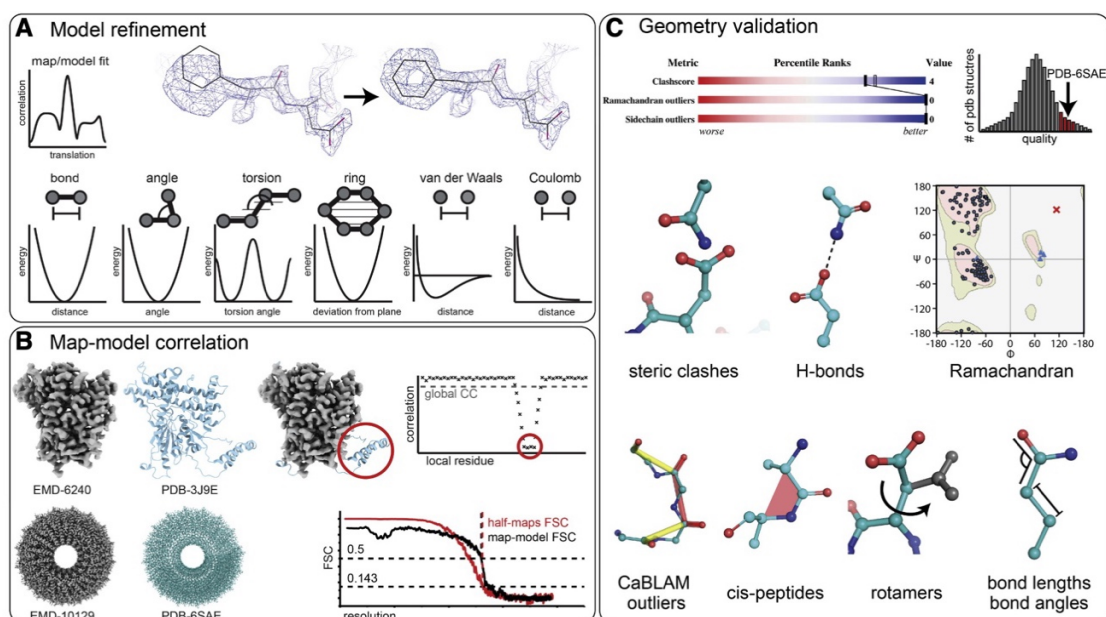 A Model refinement
map/model fit
correlation
translation
bond
angle
torsion
ring
van der Waals
Coulomb
energy
energy
energy
energy
energy
energy
distance
angle
torsion angle
deviation from plane
distance
distance
B Map-model correlation
global CC
correlation
local residue
EMD-6240
PDB-3J9E
half-maps FSC
map-model FSC
FSC
0.5
0.143
resolution
EMD-10129
PDB-6SAE
C Geometry validation
Metric Percentile Ranks Value
Clashscore 4
Ramachandran outliers 0
Sidechain outliers 0
worse better
# of pdb structres
PDB-6SAE
quality
180
120
60
Ψ 0
-60
-120
-180
-180 -120 -60 0 60 120 180
Φ
steric clashes
H-bonds
Ramachandran
CaBLAM
outliers
cis-peptides
rotamers
bond lengths
bond angles